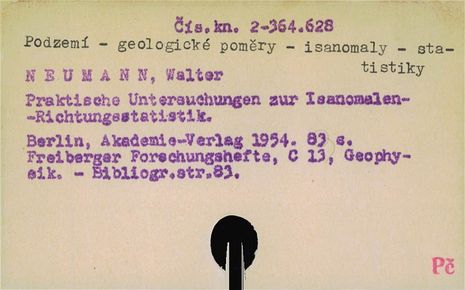 Čís.kn. 2-364.628
Podzemí - geologické poměry - isanomaly - sta-
tistiky
N E U M A N N, Walter
Praktische Untersuchungen zur Isanomalen-
-Richtungsstatistik.
Berlin, Akademie-Verlag 1954. 83 s.
Freiberger Forschungshefte, C 13, Geophy-
sik. - Bibliogr.str.83.
Pč